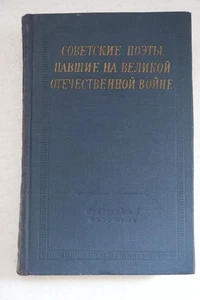 СОВЕТСКИЕ ПОЭТЫ,
ПАВШИЕ НА ВЕЛИКОЙ
ОТЕЧЕСТВЕННОЙ ВОЙНЕ